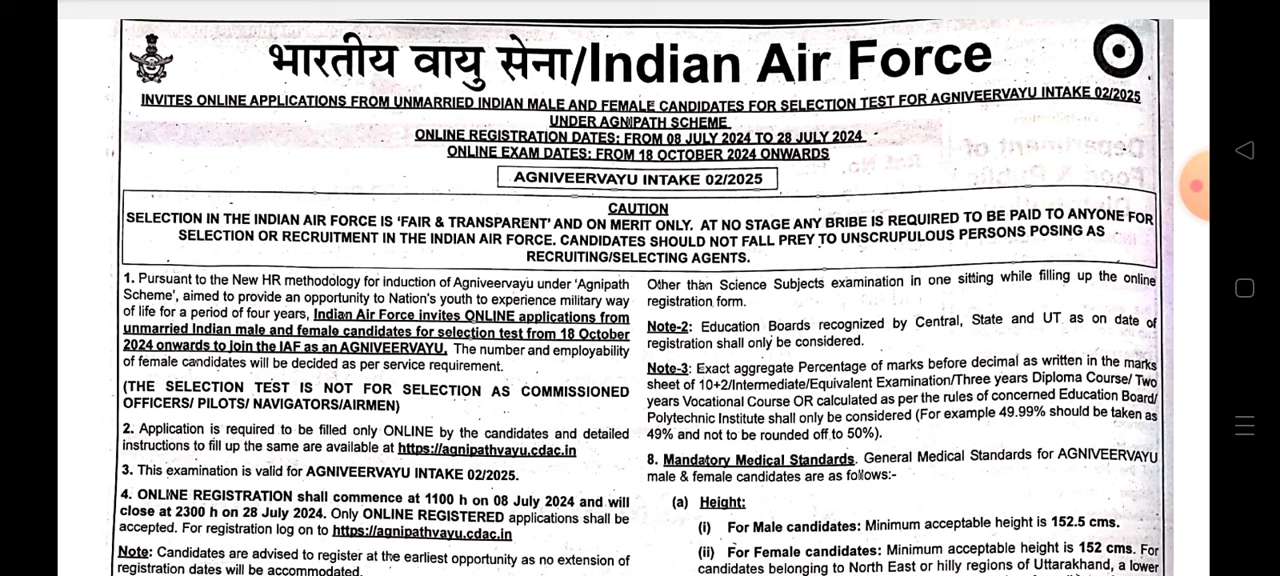 भारतीय वायु सेना/Indian Air Force
INVITES ONLINE APPLICATIONS FROM UNMARRIED INDIAN MALE AND FEMALE CANDIDATES FOR SELECTION TEST FOR AGNIVEERVAYU INTAKE 02/2025
UNDER AGNIPATH SCHEME
ONLINE REGISTRATION DATES: FROM 08 JULY 2024 TO 28 JULY 2024
ONLINE EXAM DATES: FROM 18 OCTOBER 2024 ONWARDS
AGNIVEERVAYU INTAKE 02/2025
CAUTION
SELECTION IN THE INDIAN AIR FORCE IS 'FAIR & TRANSPARENT' AND ON MERIT ONLY. AT NO STAGE ANY BRIBE IS REQUIRED TO BE PAID TO ANYONE FOR
SELECTION OR RECRUITMENT IN THE INDIAN AIR FORCE. CANDIDATES SHOULD NOT FALL PREY TO UNSCRUPULOUS PERSONS POSING AS
RECRUITING/SELECTING AGENTS.
1. Pursuant to the New HR methodology for induction of Agniveervayu under 'Agnipath
Scheme', aimed to provide an opportunity to Nation's youth to experience military way
of life for a period of four years, Indian Air Force invites ONLINE applications from
unmarried Indian male and female candidates for selection test from 18 October
2024 onwards to join the IAF as an AGNIVEERVAYU. The number and employability
of female candidates will be decided as per service requirement.
(THE SELECTION TEST IS NOT FOR SELECTION AS COMMISSIONED
OFFICERS/ PILOTS/ NAVIGATORS/AIRMEN)
2. Application is required to be filled only ONLINE by the candidates and detailed
instructions to fill up the same are available at https://agnipathvayu.cdac.in
3. This examination is valid for AGNIVEERVAYU INTAKE 02/2025.
4. ONLINE REGISTRATION shall commence at 1100 h on 08 July 2024 and will
close at 2300 h on 28 July 2024. Only ONLINE REGISTERED applications shall be
accepted. For registration log on to https://agnipathvayu.cdac.in
Note: Candidates are advised to register at the earliest opportunity as no extension of
registration dates will be accommodated.
Other than Science Subjects examination in one sitting while filling up the online
registration form.
Note-2: Education Boards recognized by Central, State and UT as on date of
registration shall only be considered.
Note-3: Exact aggregate Percentage of marks before decimal as written in the marks
sheet of 10+2/Intermediate/Equivalent Examination/Three years Diploma Course/ Two
years Vocational Course OR calculated as per the rules of concerned Education Board/
Polytechnic Institute shall only be considered (For example 49.99% should be taken as
49% and not to be rounded off to 50%).
8. Mandatory Medical Standards. General Medical Standards for AGNIVEERVAYU
male & female candidates are as follows:-
(a) Height:
(i) For Male candidates: Minimum acceptable height is 152.5 cms.
(ii) For Female candidates: Minimum acceptable height is 152 cms. For
candidates belonging to North East or hilly regions of Uttarakhand, a lower